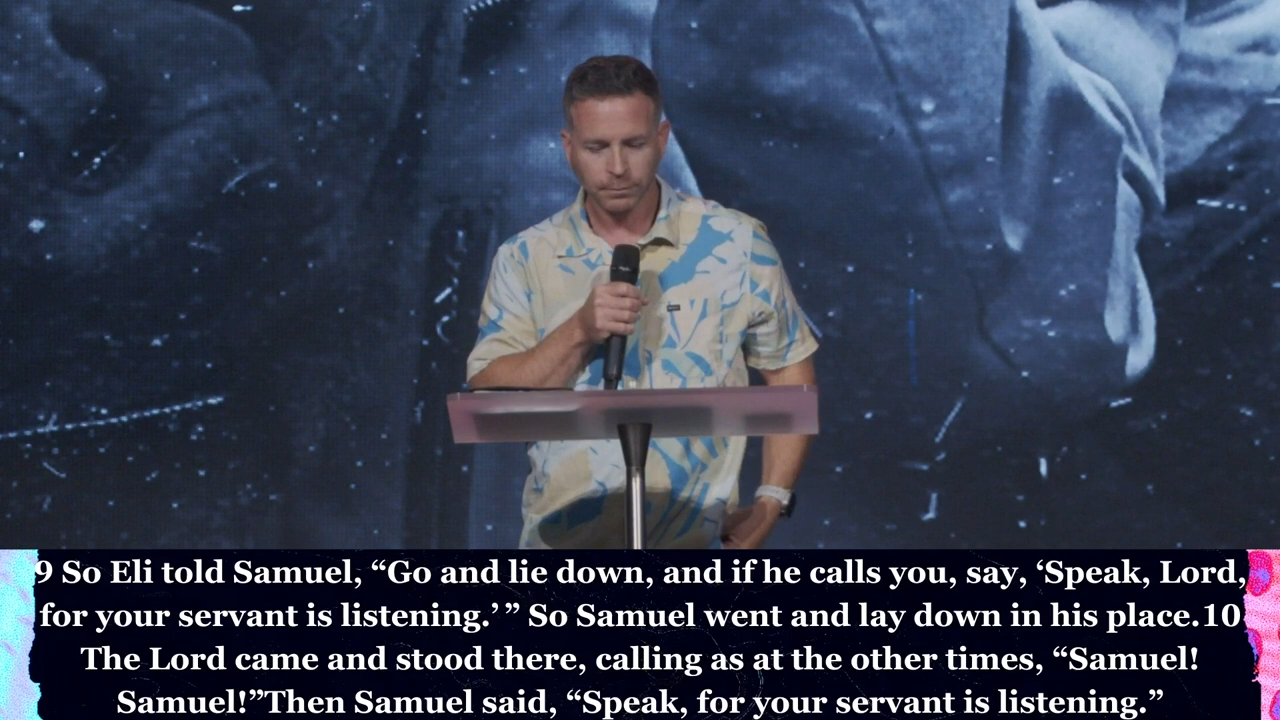 9 So Eli told Samuel, “Go and lie down, and if he calls you, say, ‘Speak, Lord,
for your servant is listening.’ ” So Samuel went and lay down in his place.10
The Lord came and stood there, calling as at the other times, “Samuel!
Samuel!”Then Samuel said, “Speak, for your servant is listening.”